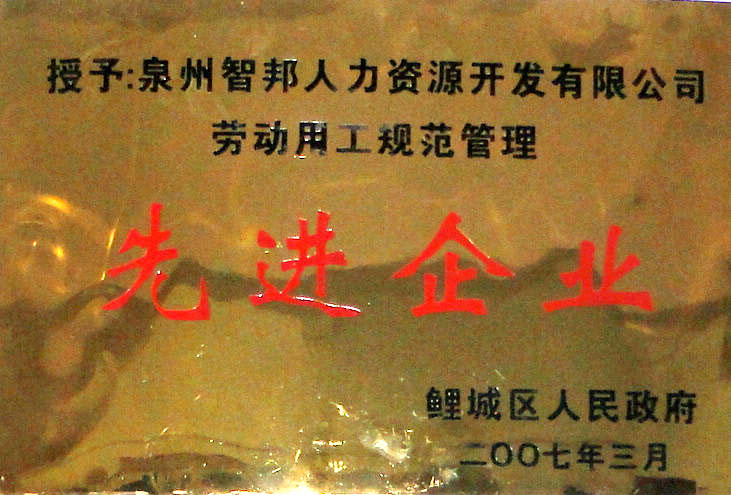 授予:泉州智邦人力资源开发有限公司
劳动用工规范管理
先进企业
鲤城区人民政府
二〇〇七年三月